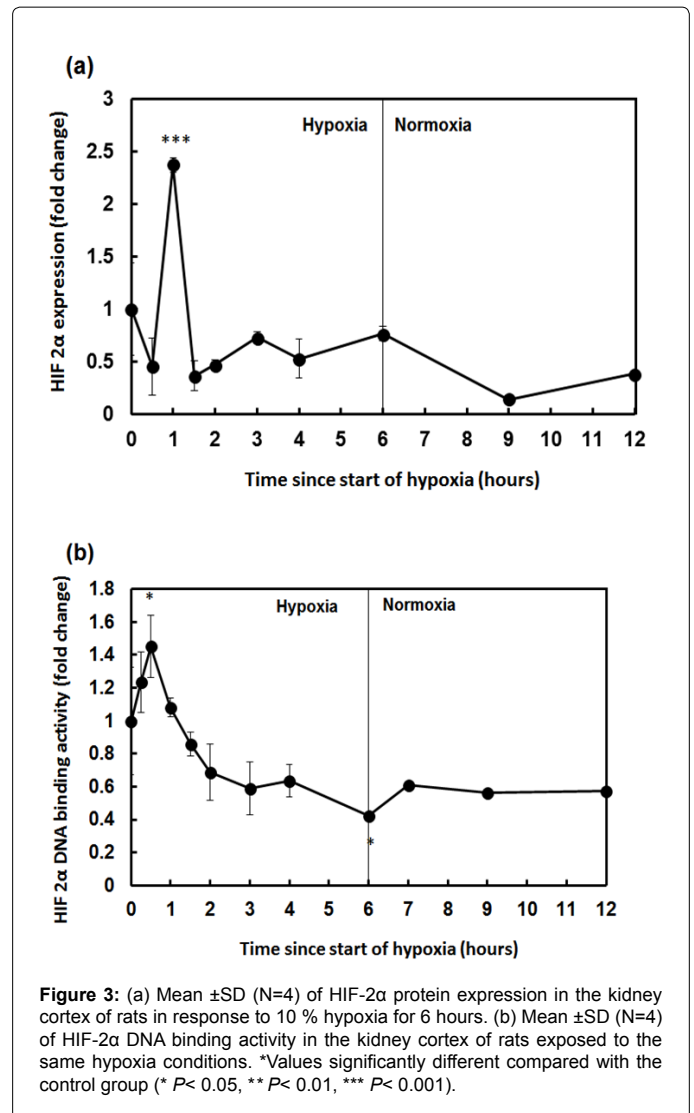 (a)
HIF 2α expression (fold change)
3
2.5
2
1.5
1
0.5
0
***
Hypoxia
Normoxia
0 1 2 3 4 5 6 7 8 9 10 11 12
Time since start of hypoxia (hours)
(b)
HIF 2α DNA binding activity (fold change)
1.8
1.6
1.4
1.2
1
0.8
0.6
0.4
0.2
0
*
Hypoxia
Normoxia
*
0 1 2 3 4 5 6 7 8 9 10 11 12
Time since start of hypoxia (hours)
Figure 3: (a) Mean ±SD (N=4) of HIF-2α protein expression in the kidney
cortex of rats in response to 10 % hypoxia for 6 hours. (b) Mean ±SD (N=4)
of HIF-2α DNA binding activity in the kidney cortex of rats exposed to the
same hypoxia conditions. *Values significantly different compared with the
control group (* P< 0.05, ** P< 0.01, *** P< 0.001).